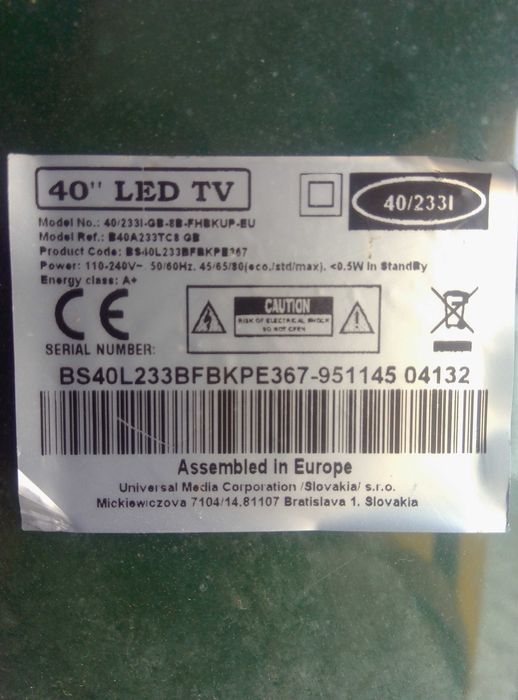 40" LED TV
40/233I
Model No.: 40/233I-GB-8B-FHBKUP-EU
Model Ref.: B40A233TC8 GB
Product Code: BS40L233BFBKPE367
Power: 110-240V~ 50/60Hz, 45/65/80(eco./std/max), <0.5W in StandBy
Energy class: A+
CE
CAUTION
RISK OF ELECTRICAL SHOCK
DO NOT OPEN
SERIAL NUMBER:
BS40L233BFBKPE367-951145 04132
Assembled in Europe
Universal Media Corporation /Slovakia/ s.r.o.
Mickiewiczova 7104/14.81107 Bratislava 1. Slovakia